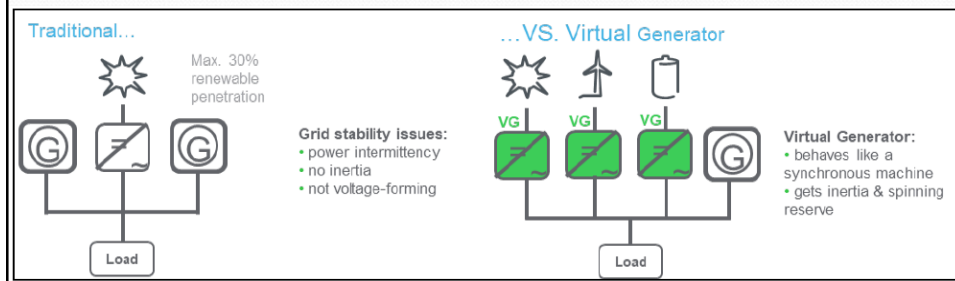 Traditional...
Max. 30%
renewable
penetration
G
G
Load
Grid stability issues:
• power intermittency
• no inertia
• not voltage-forming
...VS. Virtual Generator
VG
VG
VG
G
Load
Virtual Generator:
• behaves like a
synchronous machine
• gets inertia & spinning
reserve